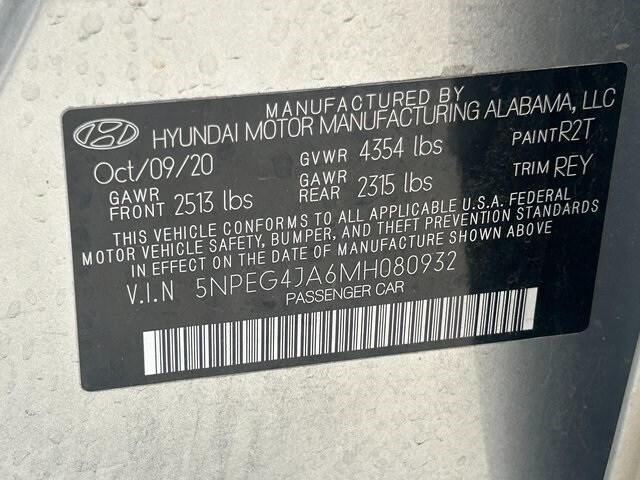 MANUFACTURED BY
HYUNDAI MOTOR MANUFACTURING ALABAMA, LLC
Oct/09/20 GVWR 4354 lbs PAINT R2T
GAWR FRONT 2513 lbs GAWR REAR 2315 lbs TRIM REY
THIS VEHICLE CONFORMS TO ALL APPLICABLE U.S.A. FEDERAL
MOTOR VEHICLE SAFETY, BUMPER, AND THEFT PREVENTION STANDARDS
IN EFFECT ON THE DATE OF MANUFACTURE SHOWN ABOVE
V.I.N 5NPEG4JA6MH080932
PASSENGER CAR